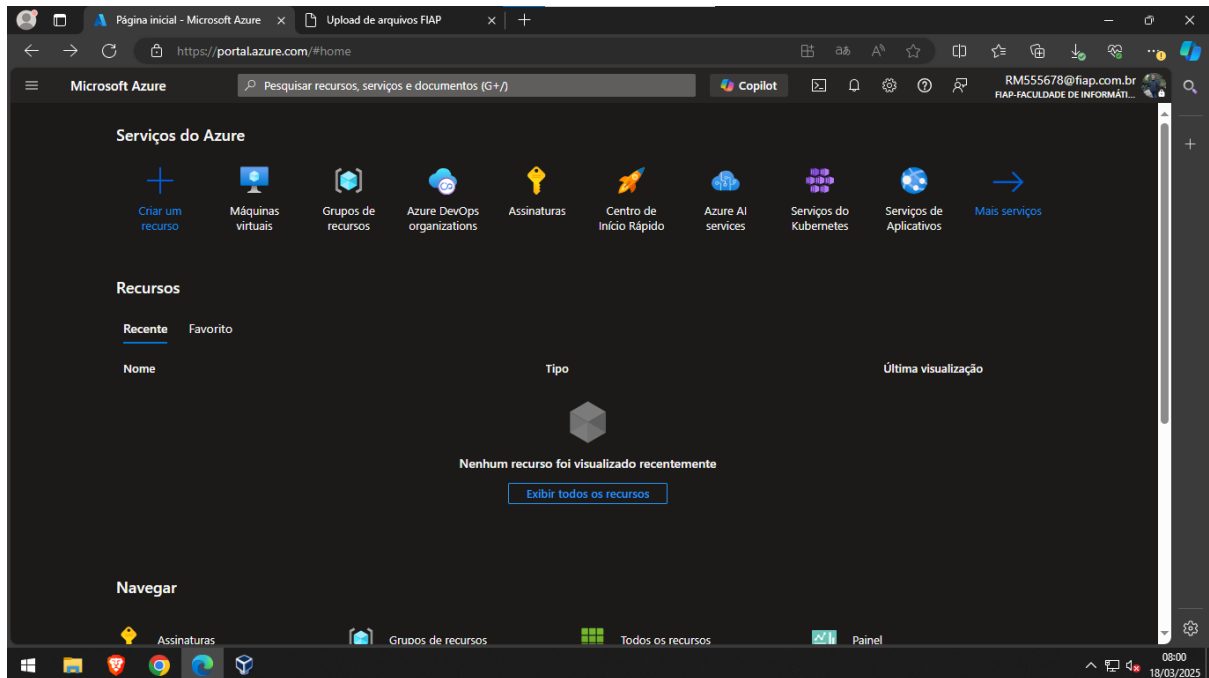 Página inicial - Microsoft Azure
Upload de arquivos FIAP
https://portal.azure.com/#home
Microsoft Azure
Pesquisar recursos, serviços e documentos (G+/)
Copilot
RM555678@fiap.com.br
FIAP-FACULDADE DE INFORMÁTI...
Serviços do Azure
Criar um recurso
Máquinas virtuais
Grupos de recursos
Azure DevOps organizations
Assinaturas
Centro de Início Rápido
Azure AI services
Serviços do Kubernetes
Serviços de Aplicativos
Mais serviços
Recursos
Recente Favorito
Nome Tipo Última visualização
Nenhum recurso foi visualizado recentemente
Exibir todos os recursos
Navegar
Assinaturas Grupos de recursos Todos os recursos Painel
08:00
18/03/2025